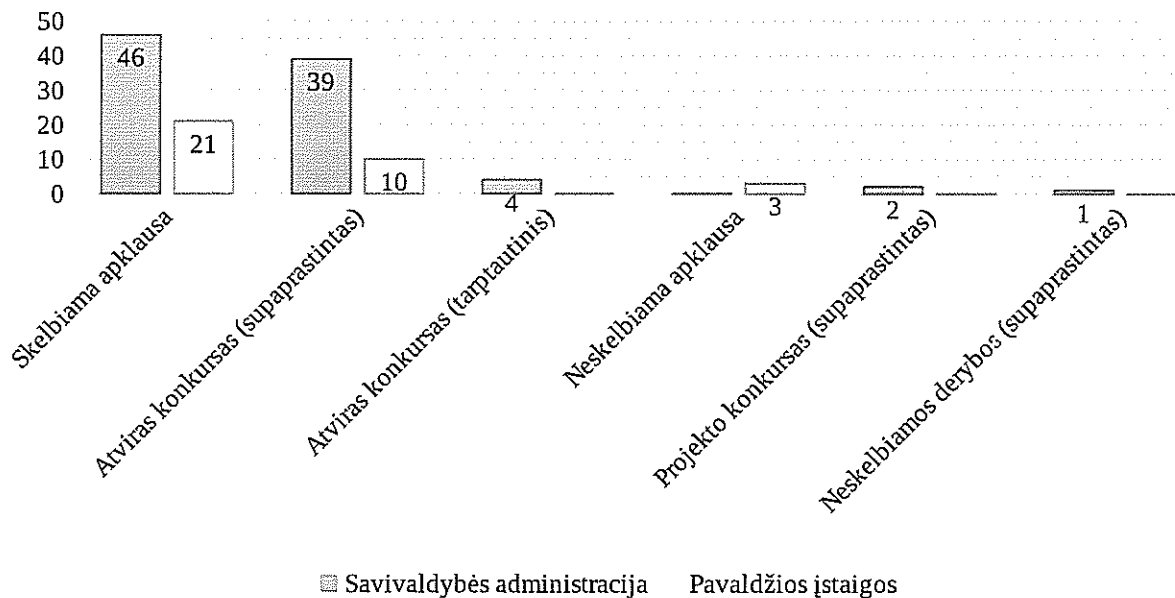 50
40
30
20
10
0
46
21
39
10
4
3
2
1
Skelbiama apklausa
Atviras konkursas (supaprastintas)
Atviras konkursas (tarptautinis)
Neskelbiama apklausa
Projekto konkursas (supaprastintas)
Neskelbiamos derybos (supaprastintas)
Savivaldybės administracija Pavaldžios įstaigos